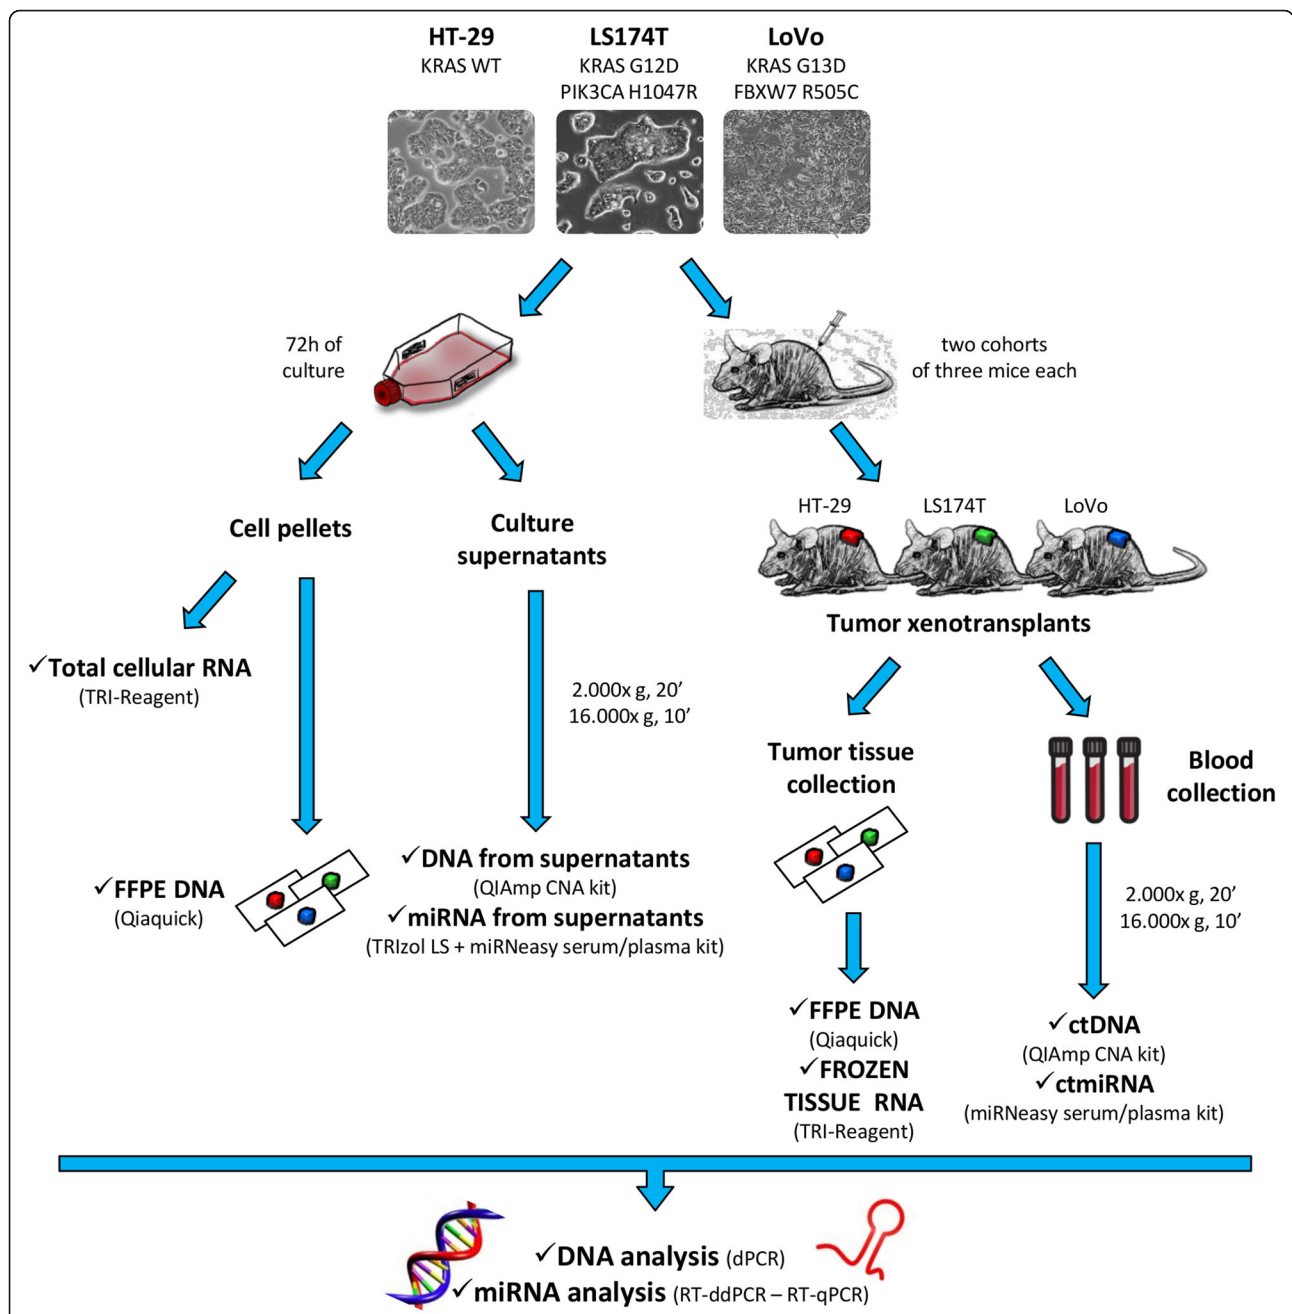 HT-29
KRAS WT
LS174T
KRAS G12D
PIK3CA H1047R
LoVo
KRAS G13D
FBXW7 R505C
72h of
culture
two cohorts
of three mice each
Cell pellets
Culture
supernatants
HT-29
LS174T
LoVo
Tumor xenotransplants
✓Total cellular RNA
(TRI-Reagent)
2.000x g, 20’
16.000x g, 10’
Tumor tissue
collection
Blood
collection
✓FFPE DNA
(Qiaquick)
✓DNA from supernatants
(QIAmp CNA kit)
✓miRNA from supernatants
(TRIzol LS + miRNeasy serum/plasma kit)
2.000x g, 20’
16.000x g, 10’
✓FFPE DNA
(Qiaquick)
✓FROZEN
TISSUE RNA
(TRI-Reagent)
✓ctDNA
(QIAmp CNA kit)
✓ctmiRNA
(miRNeasy serum/plasma kit)
✓DNA analysis (dPCR)
✓miRNA analysis (RT-ddPCR – RT-qPCR)